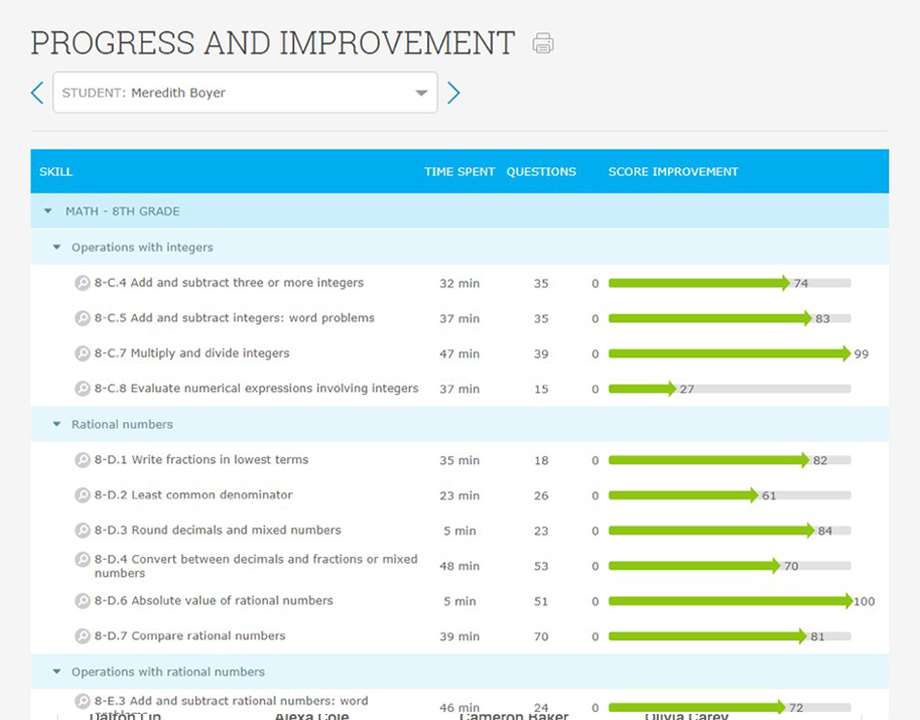 PROGRESS AND IMPROVEMENT
STUDENT: Meredith Boyer
SKILL TIME SPENT QUESTIONS SCORE IMPROVEMENT
MATH - 8TH GRADE
Operations with integers
8-C.4 Add and subtract three or more integers 32 min 35 0 74
8-C.5 Add and subtract integers: word problems 37 min 35 0 83
8-C.7 Multiply and divide integers 47 min 39 0 99
8-C.8 Evaluate numerical expressions involving integers 37 min 15 0 27
Rational numbers
8-D.1 Write fractions in lowest terms 35 min 18 0 82
8-D.2 Least common denominator 23 min 26 0 61
8-D.3 Round decimals and mixed numbers 5 min 23 0 84
8-D.4 Convert between decimals and fractions or mixed
numbers 48 min 53 0 70
8-D.6 Absolute value of rational numbers 5 min 51 0 100
8-D.7 Compare rational numbers 39 min 70 0 81
Operations with rational numbers
8-E.3 Add and subtract rational numbers: word
46 min 24 0 72
Dalton Alexa Cole Cameron Baker Olivia Carey